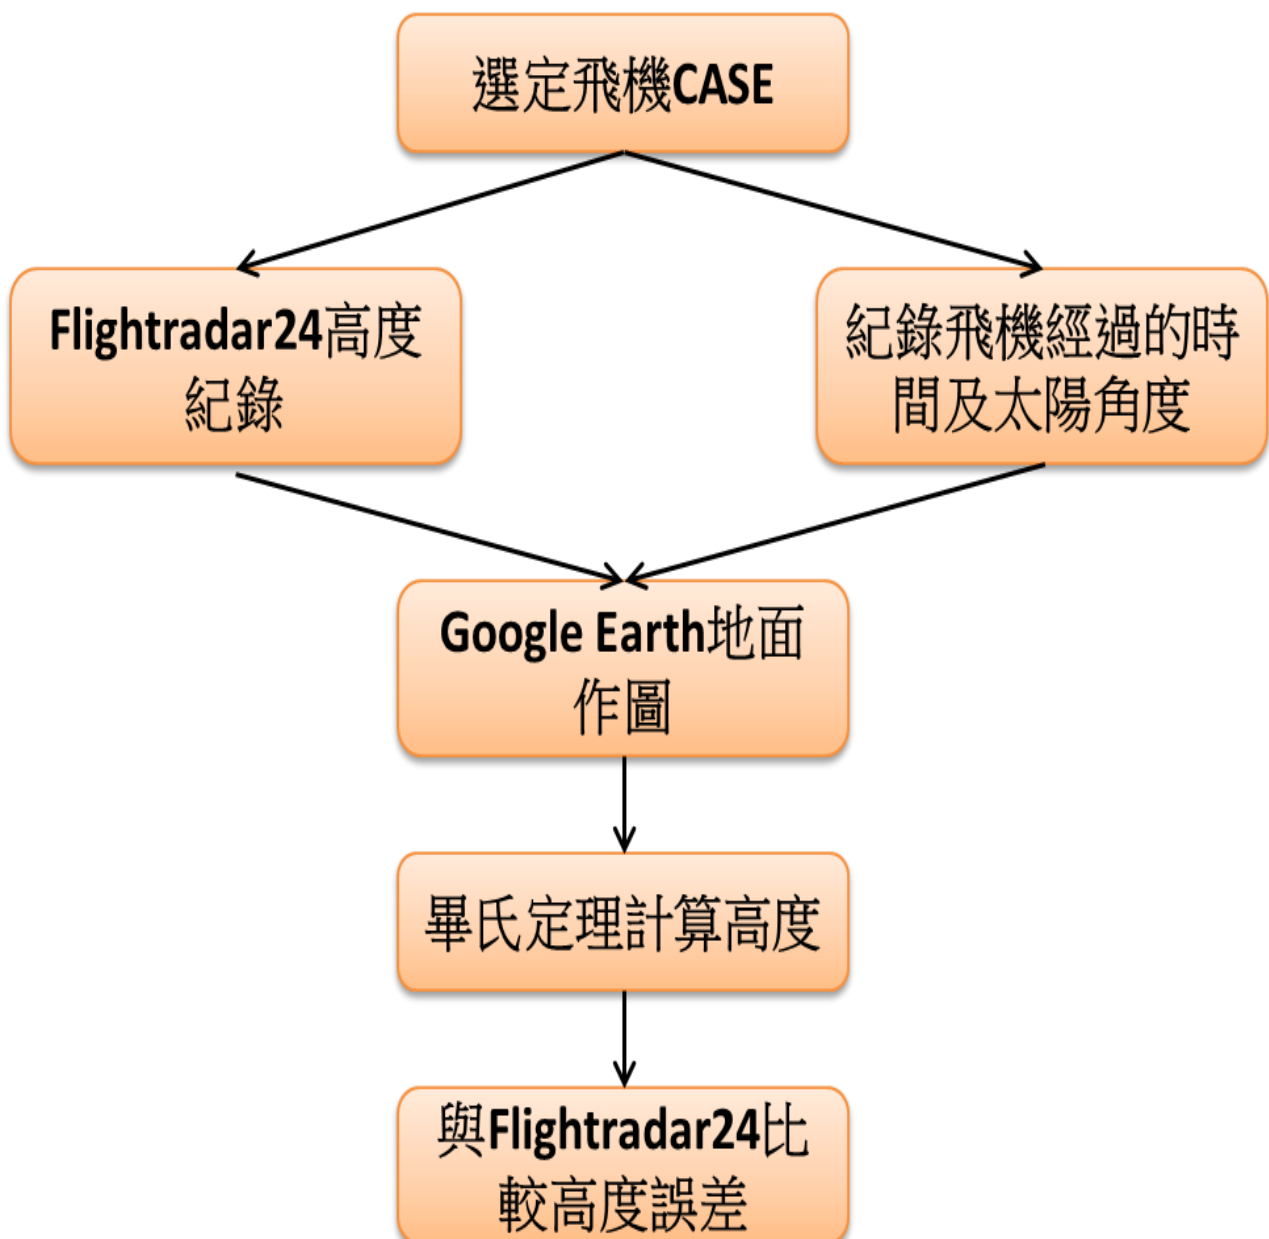 選定飛機CASE
Flightradar24高度
紀錄
紀錄飛機經過的時
間及太陽角度
Google Earth地面
作圖
畢氏定理計算高度
與Flightradar24比
較高度誤差